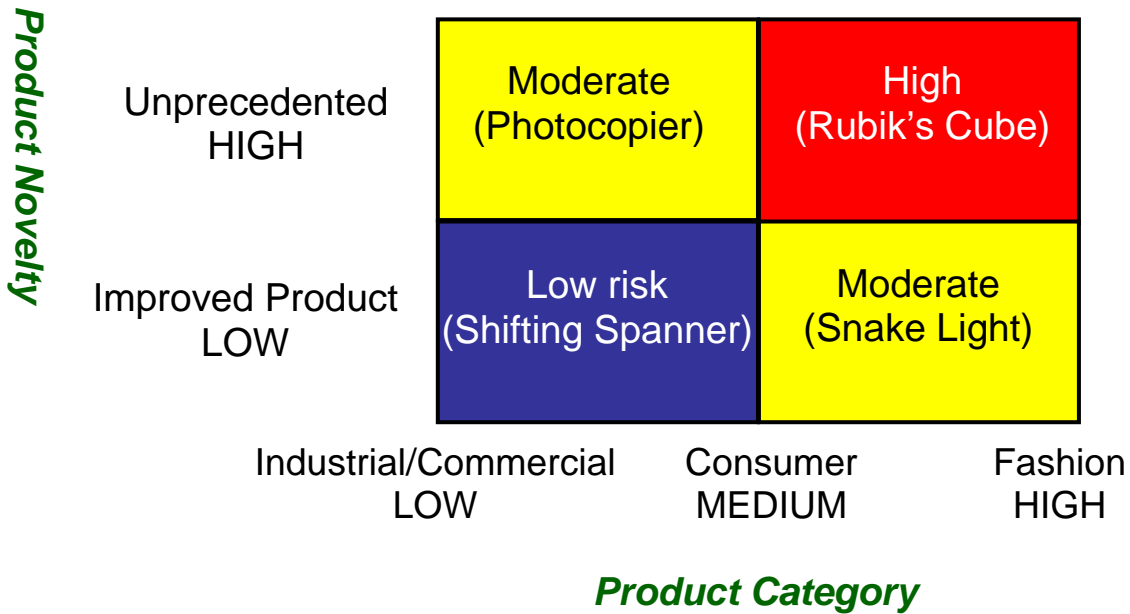 Product Novelty
Unprecedented
HIGH
Moderate
(Photocopier)
High
(Rubik’s Cube)
Improved Product
LOW
Low risk
(Shifting Spanner)
Moderate
(Snake Light)
Industrial/Commercial
LOW
Consumer
MEDIUM
Fashion
HIGH
Product Category